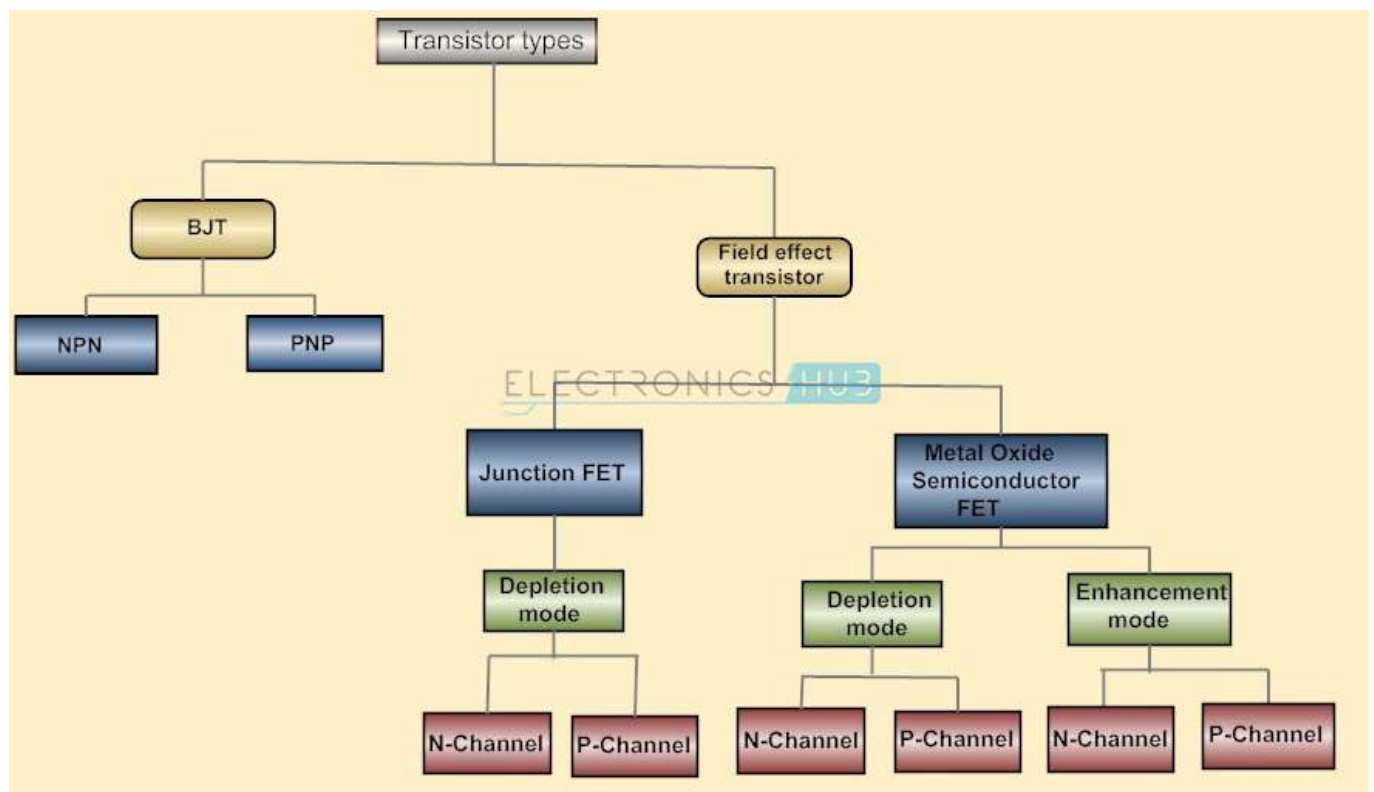 Transistor types
BJT
Field effect
transistor
NPN
PNP
ELECTRONICS HUB
Junction FET
Metal Oxide
Semiconductor
FET
Depletion
mode
Depletion
mode
Enhancement
mode
N-Channel
P-Channel
N-Channel
P-Channel
N-Channel
P-Channel